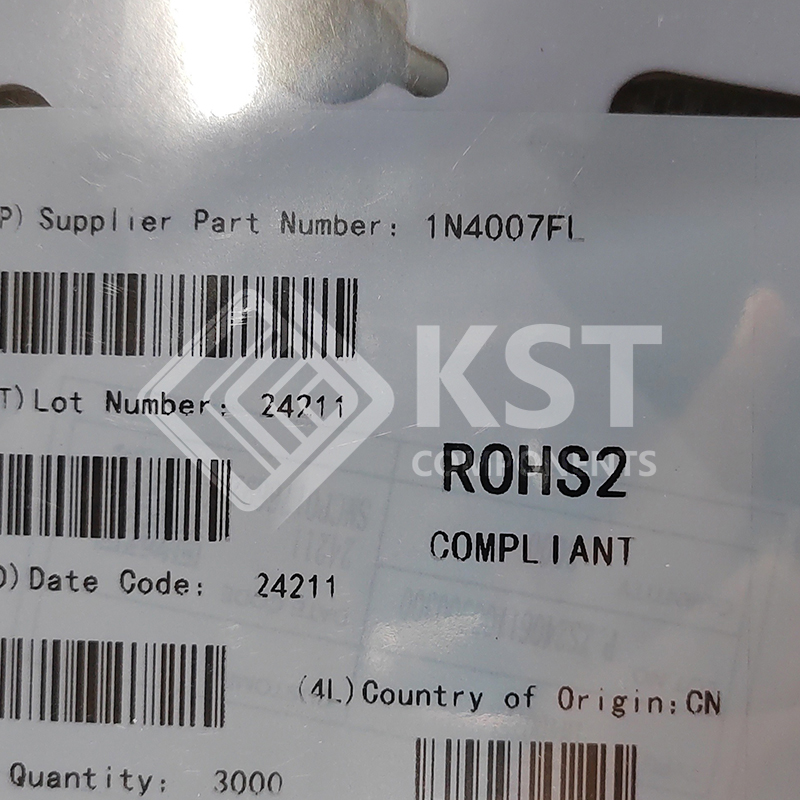 P) Supplier Part Number: 1N4007FL
KST
COMPONENTS
T) Lot Number: 24211
ROHS2
COMPLIANT
D) Date Code: 24211
(4L) Country of Origin: CN
Quantity: 3000